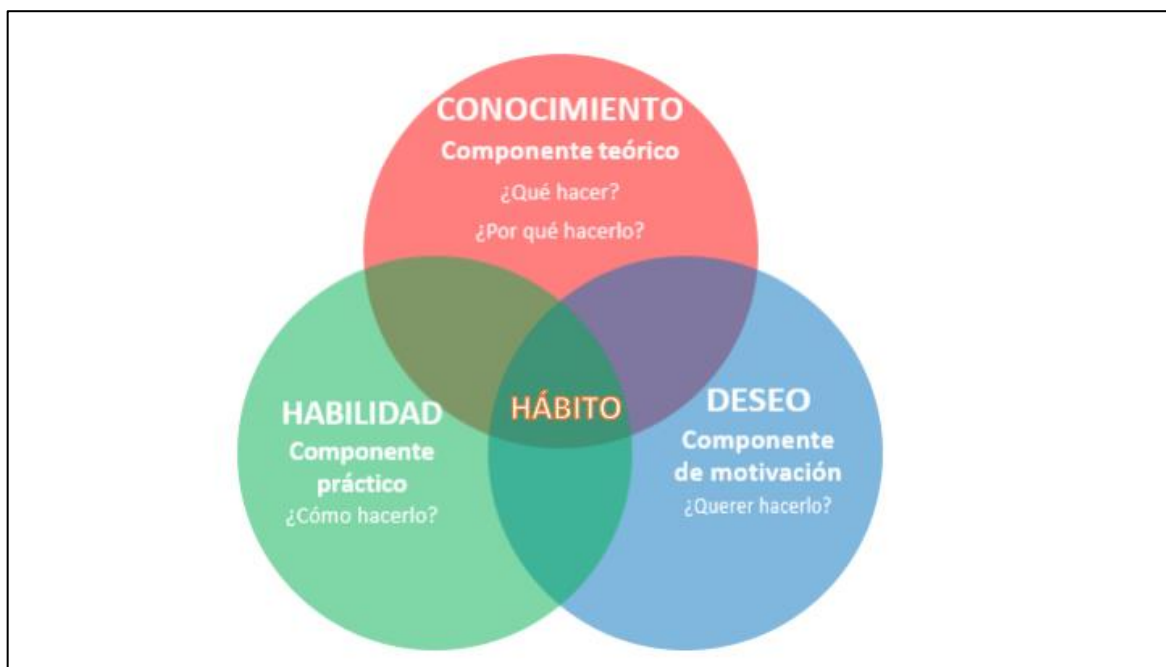 CONOCIMIENTO
Componente teórico
¿Qué hacer?
¿Por qué hacerlo?
HABILIDAD
Componente
práctico
¿Cómo hacerlo?
HÁBITO
DESEO
Componente
de motivación
¿Querer hacerlo?